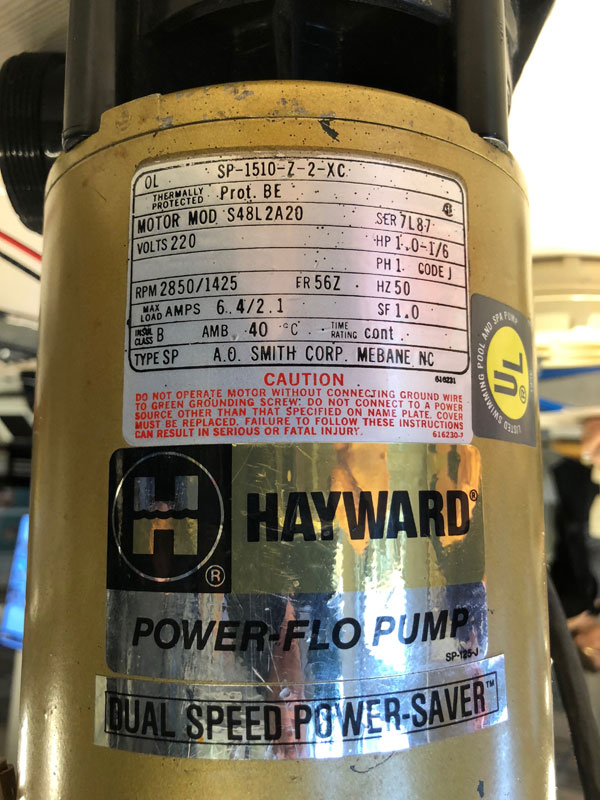 OL SP-1510-Z-2-XC
THERMALLY PROTECTED Prot. BE
MOTOR MOD S48L2A20 SER 7L87
VOLTS 220 HP 1.0-1/6
PH 1 CODE J
RPM 2850/1425 FR 56Z HZ 50
MAX LOAD AMPS 6.4/2.1 SF 1.0
INSUL CLASS B AMB 40 °C TIME RATING cont.
TYPE SP A.O. SMITH CORP. MEBANE NC
CAUTION 616231
DO NOT OPERATE MOTOR WITHOUT CONNECTING GROUND WIRE
TO GREEN GROUNDING SCREW. DO NOT CONNECT TO A POWER
SOURCE OTHER THAN THAT SPECIFIED ON NAME PLATE. COVER
MUST BE REPLACED. FAILURE TO FOLLOW THESE INSTRUCTIONS
CAN RESULT IN SERIOUS OR FATAL INJURY. 616230-7
SWIMMING POOL AND SPA PUMP
UL®
LISTED
H®
HAYWARD®
POWER-FLO PUMP
SP-125-J
DUAL SPEED POWER-SAVER™